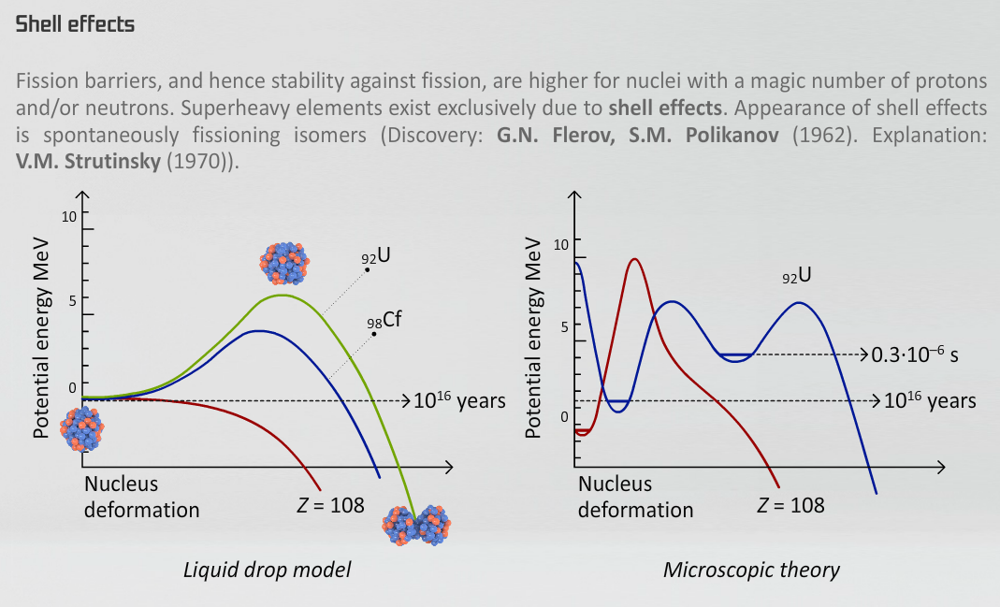 Shell effects
Fission barriers, and hence stability against fission, are higher for nuclei with a magic number of protons
and/or neutrons. Superheavy elements exist exclusively due to shell effects. Appearance of shell effects
is spontaneously fissioning isomers (Discovery: G.N. Flerov, S.M. Polikanov (1962). Explanation:
V.M. Strutinsky (1970)).
Potential energy MeV
10
5
0
₉₂U
₉₈Cf
10¹⁶ years
Nucleus
deformation
Z = 108
Liquid drop model
Potential energy MeV
10
5
0
₉₂U
0.3·10⁻⁶ s
10¹⁶ years
Nucleus
deformation
Z = 108
Microscopic theory